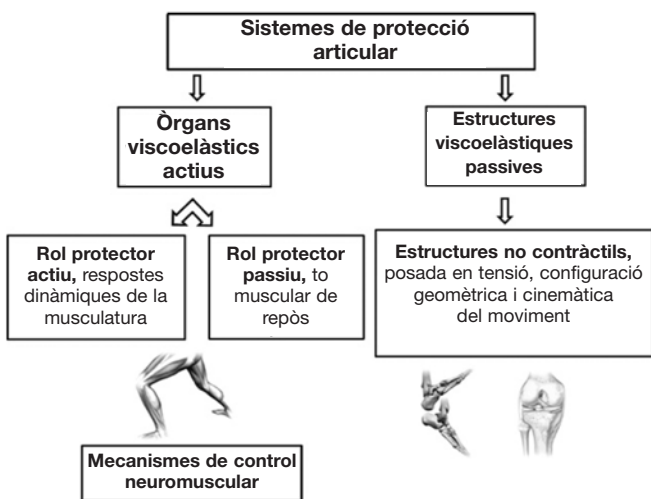 Sistemes de protecció
articular
Òrgans
viscoelàstics
actius
Estructures
viscoelàstiques
passives
Rol protector
actiu, respostes
dinàmiques de la
musculatura
Rol protector
passiu, to
muscular de
repòs
Estructures no contràctils,
posada en tensió, configuració
geomètrica i cinemàtica
del moviment
Mecanismes de control
neuromuscular